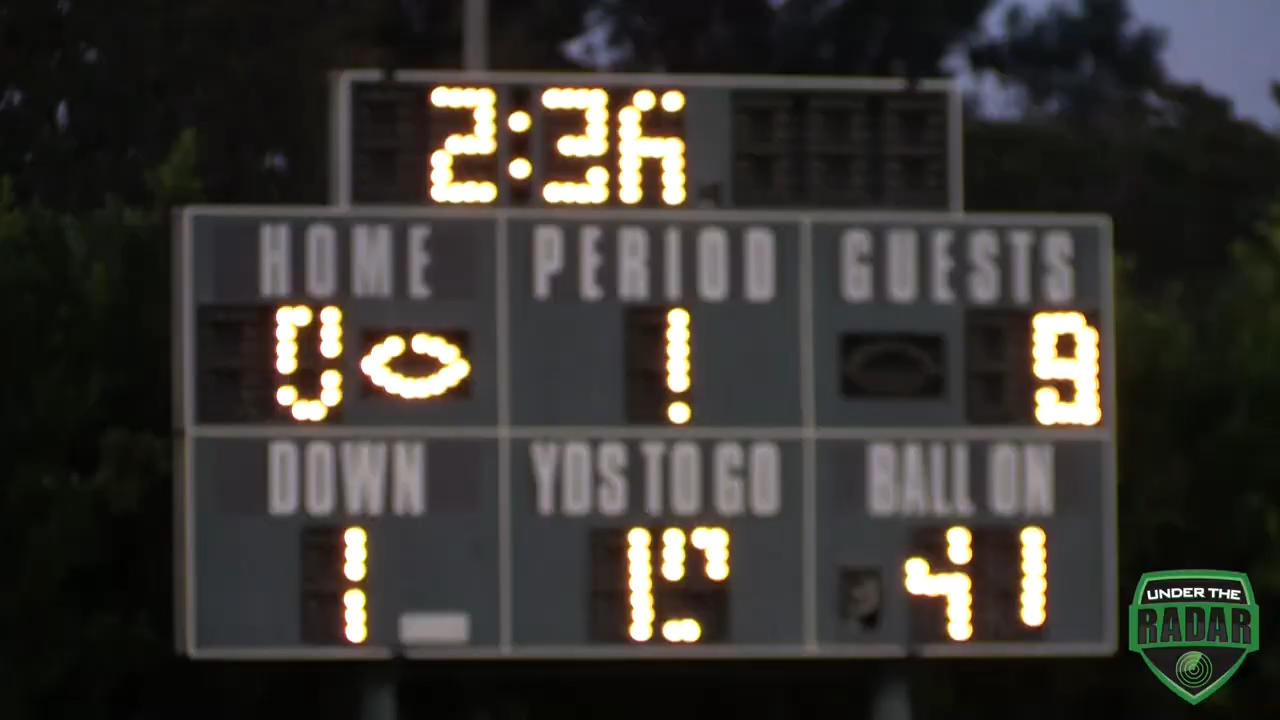 2:36
HOME PERIOD GUESTS
0 1 9
DOWN YDS TO GO BALL ON
1 10 41
UNDER THE
RADAR